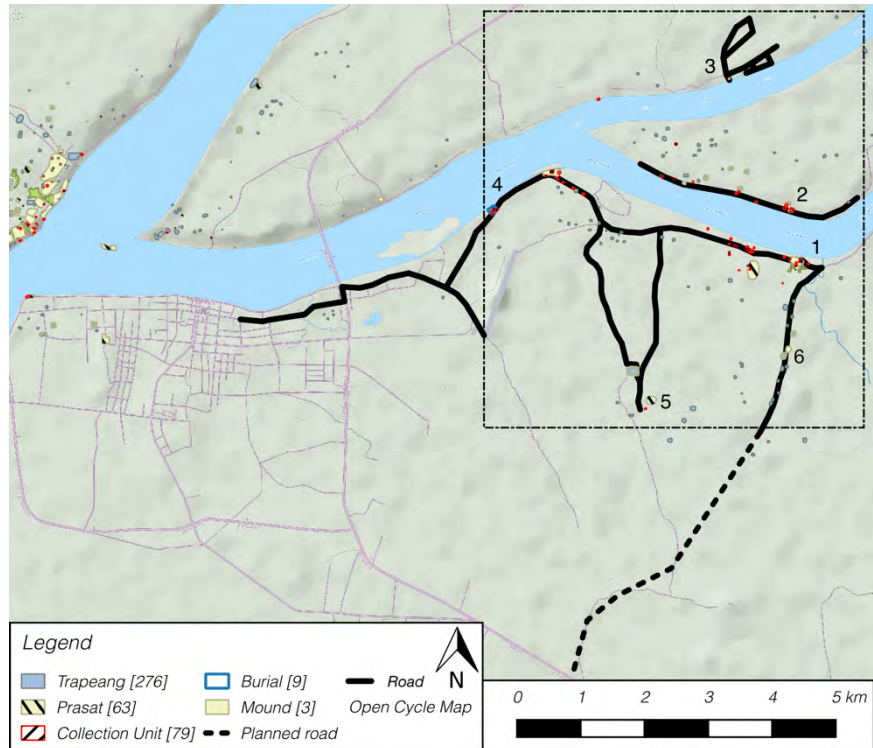 3
4
2
1
6
5
Legend
Trapeang [276]
Burial [9]
Road
N
Prasat [63]
Mound [3]
Open Cycle Map
Collection Unit [79]
Planned road
0 1 2 3 4 5 km